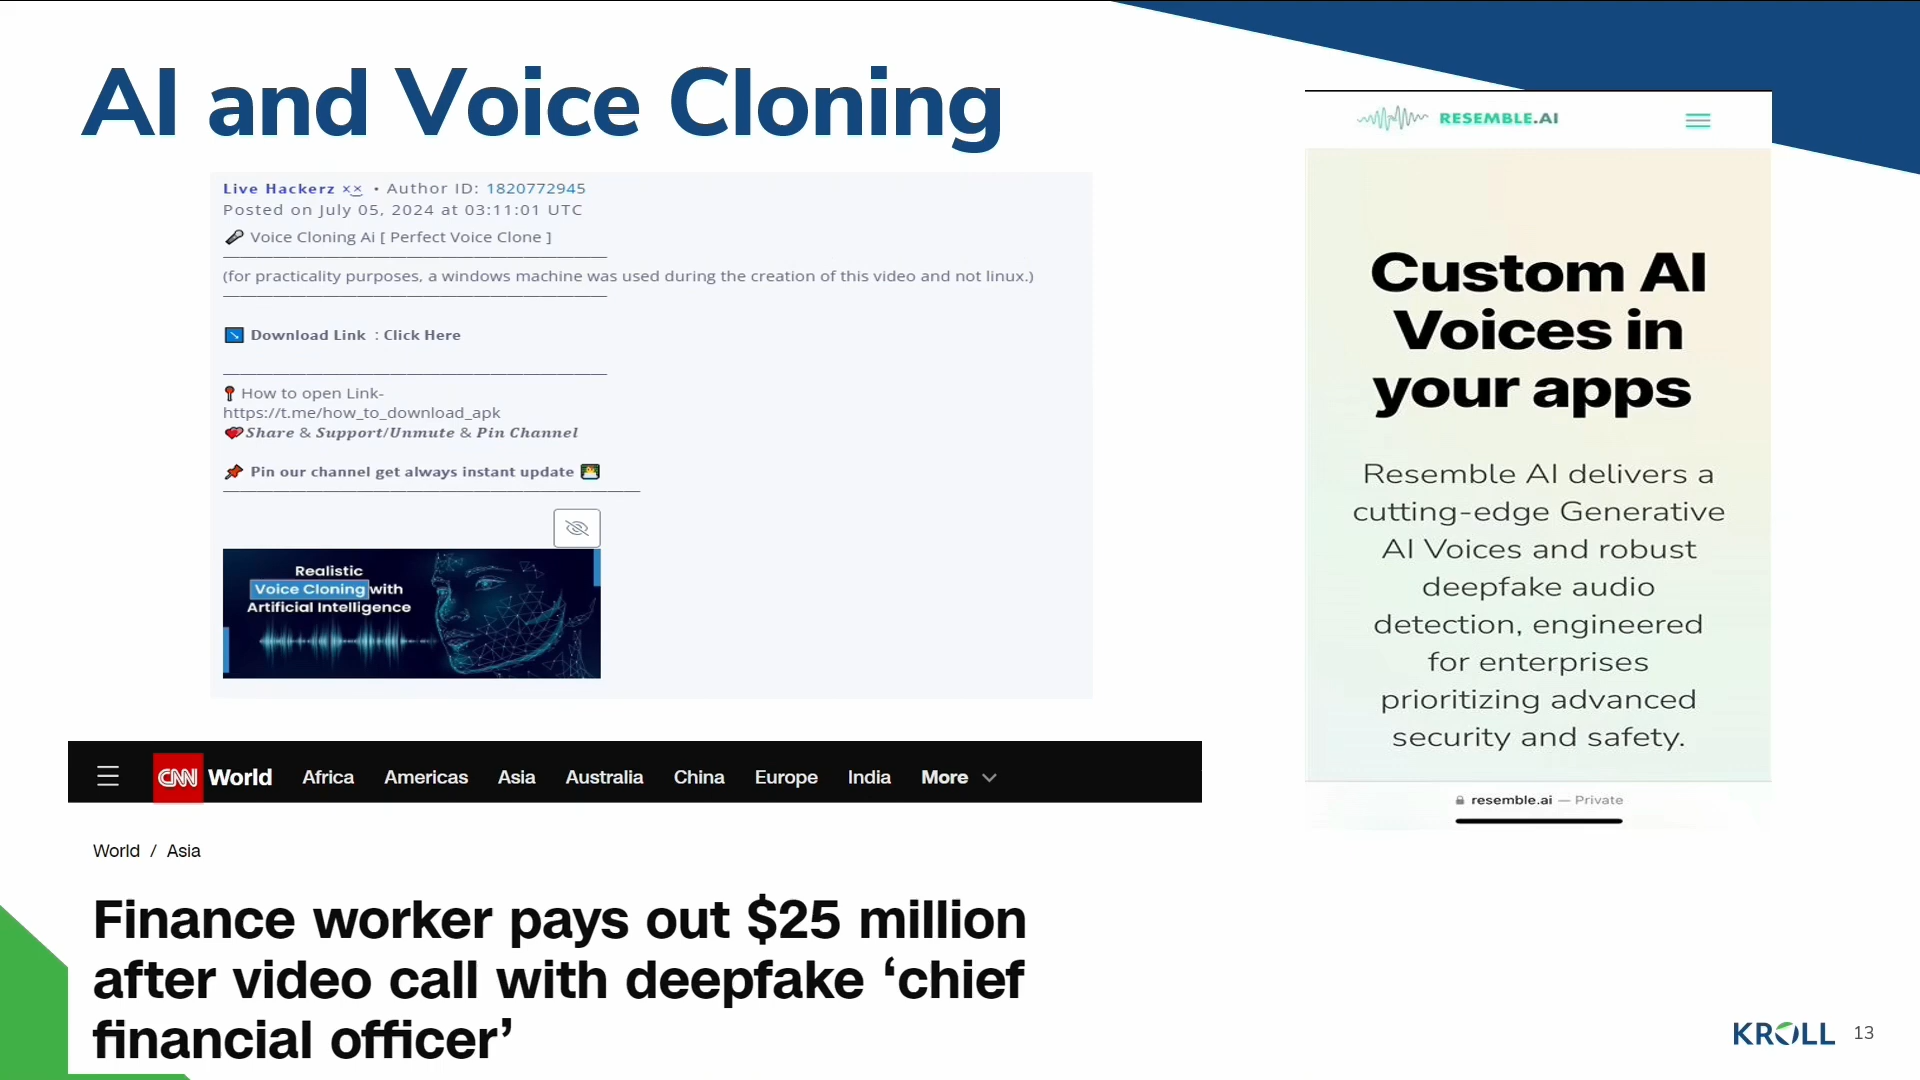 AI and Voice Cloning
Live Hackerz ×͜× • Author ID: 1820772945
Posted on July 05, 2024 at 03:11:01 UTC
🎤 Voice Cloning Ai [ Perfect Voice Clone ]
(for practicality purposes, a windows machine was used during the creation of this video and not linux.)
↘️ Download Link : Click Here
📍 How to open Link-
https://t.me/how_to_download_apk
💝 Share & Support/Unmute & Pin Channel
📌 Pin our channel get always instant update 👨‍💻
Realistic
Voice Cloning with
Artificial Intelligence
RESEMBLE.AI
Custom AI
Voices in
your apps
Resemble AI delivers a
cutting-edge Generative
AI Voices and robust
deepfake audio
detection, engineered
for enterprises
prioritizing advanced
security and safety.
resemble.ai — Private
CNN World Africa Americas Asia Australia China Europe India More
World / Asia
Finance worker pays out $25 million
after video call with deepfake ‘chief
financial officer’
KROLL 13